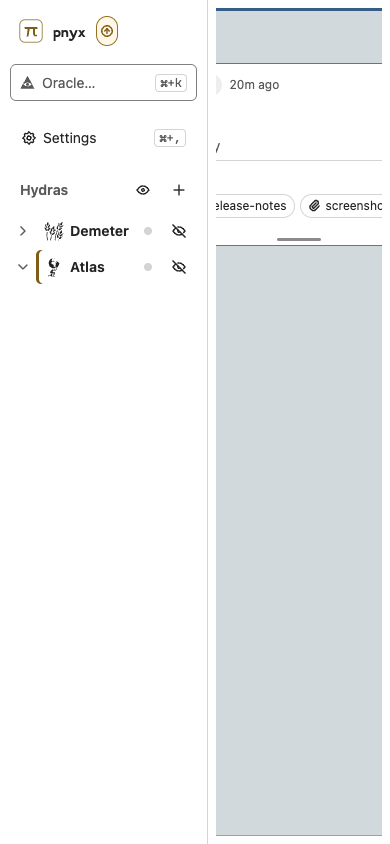 pnyx
Oracle... ⌘+k
Settings ⌘+,
Hydras
Demeter
Atlas
20m ago
elease-notes
screensho